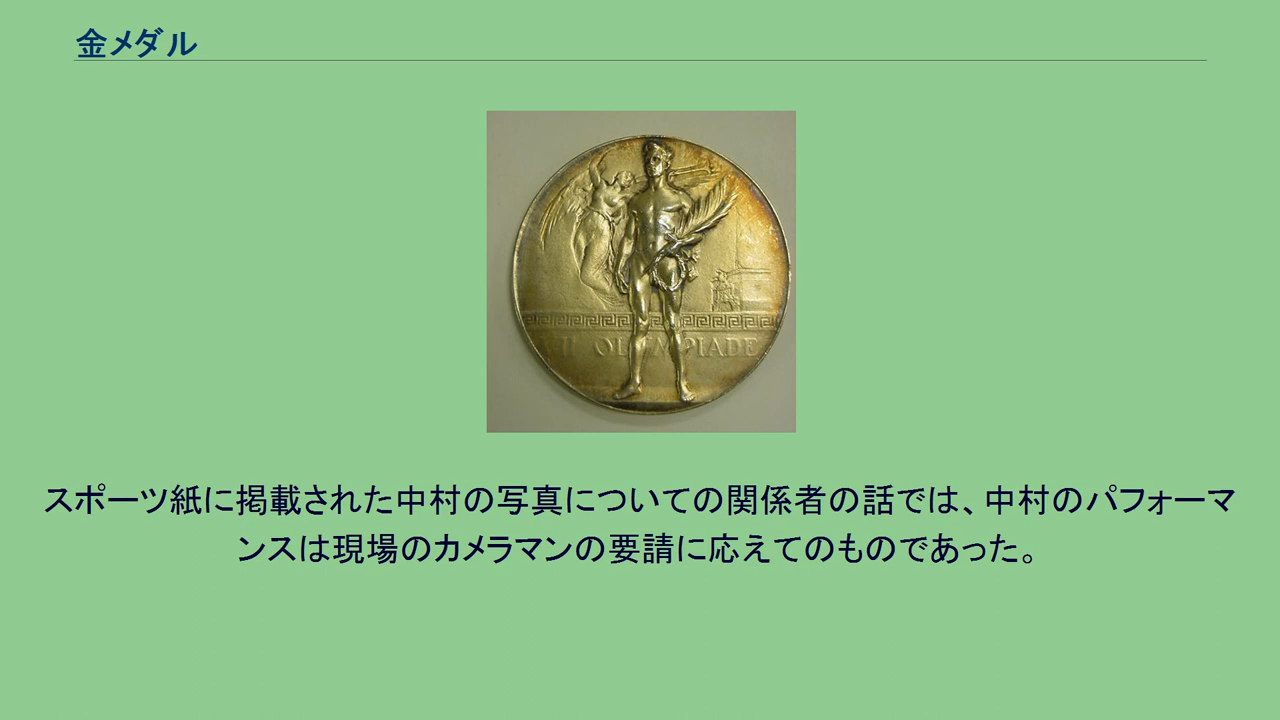 金メダル
II OLYMPIADE
スポーツ紙に掲載された中村の写真についての関係者の話では、中村のパフォーマ
ンスは現場のカメラマンの要請に応えてのものであった。